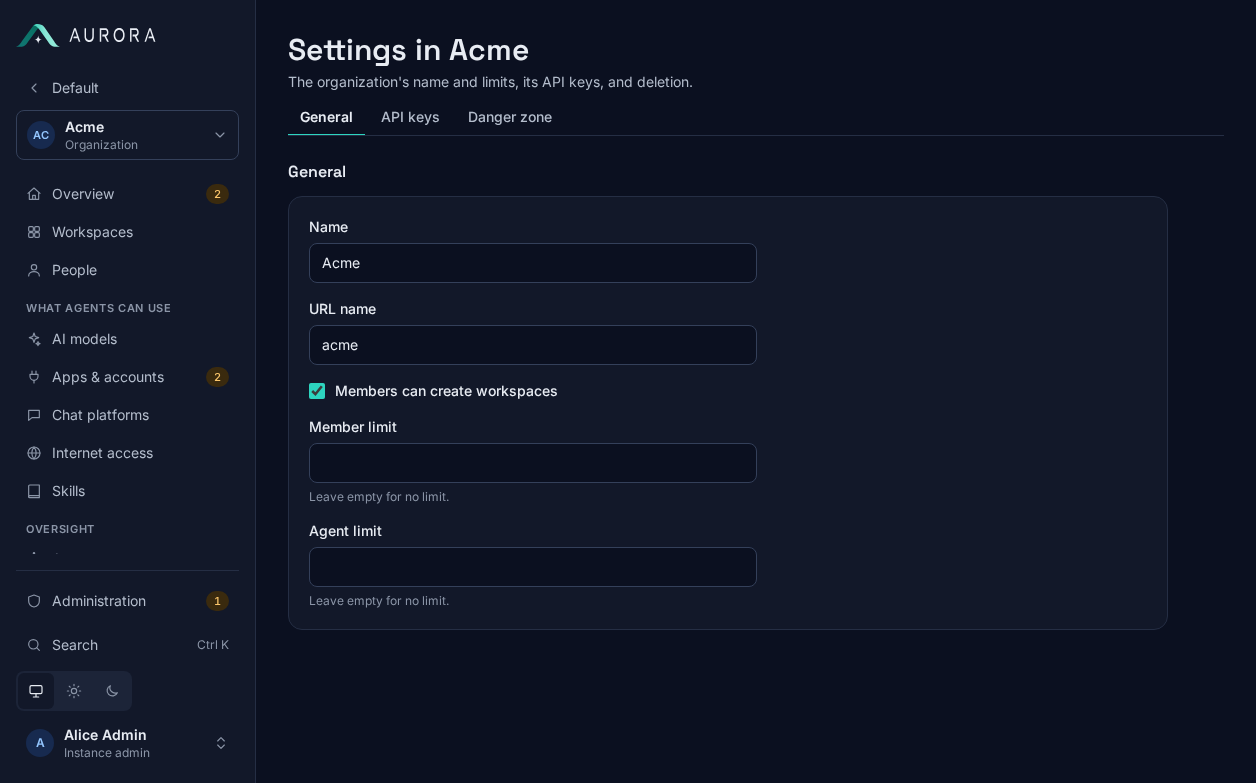 AURORA
Default
AC
Acme
Organization
Overview
2
Workspaces
People
WHAT AGENTS CAN USE
AI models
Apps & accounts
2
Chat platforms
Internet access
Skills
OVERSIGHT
Administration
1
Search
Ctrl K
A
Alice Admin
Instance admin
Settings in Acme
The organization's name and limits, its API keys, and deletion.
General
API keys
Danger zone
General
Name
Acme
URL name
acme
Members can create workspaces
Member limit
Leave empty for no limit.
Agent limit
Leave empty for no limit.